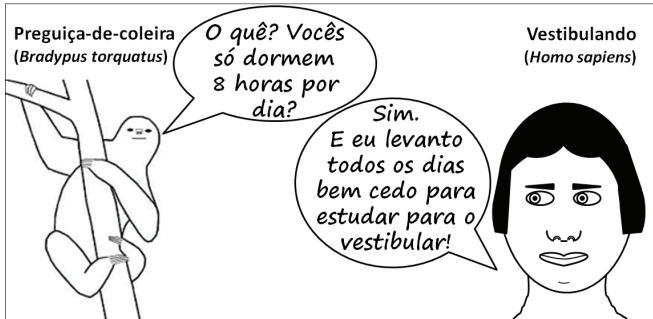 Preguiça-de-coleira
(Bradypus torquatus)
O quê? Vocês
só dormem
8 horas por
dia?
Vestibulando
(Homo sapiens)
Sim.
E eu levanto
todos os dias
bem cedo para
estudar para o
vestibular!